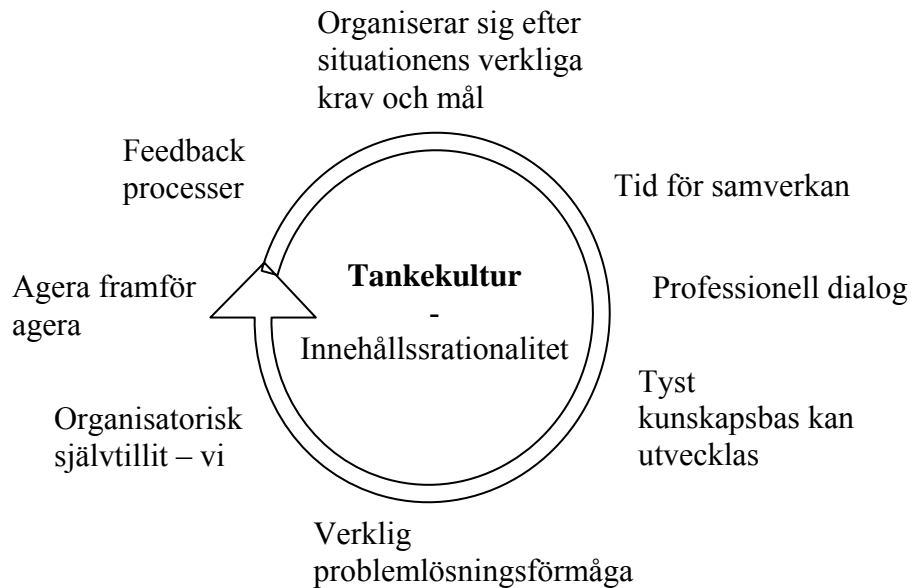 Organiserar sig efter
situationens verkliga
krav och mål
Tid för samverkan
Professionell dialog
Tyst
kunskapsbas kan
utvecklas
Verklig
problemlösningsförmåga
Organisatorisk
självtillit – vi
Agera framför
agera
Feedback
processer
Tankekultur
-
Innehållssrationalitet